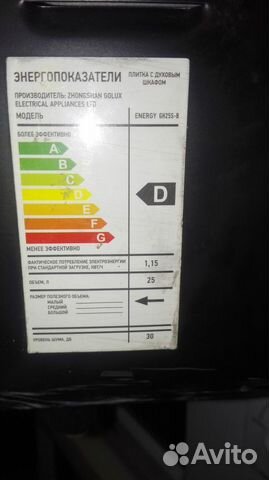 ЭНЕРГОПОКАЗАТЕЛИ
ПЛИТКА С ДУХОВЫМ
ШКАФОМ
ПРОИЗВОДИТЕЛЬ: ZHONGSHAN GOLUX
ELECTRICAL APPLIANCES LTD
МОДЕЛЬ
ENERGY GH25S-B
БОЛЕЕ ЭФФЕКТИВНО
A
B
C
D
E
F
G
D
МЕНЕЕ ЭФФЕКТИВНО
ФАКТИЧЕСКОЕ ПОТРЕБЛЕНИЕ ЭЛЕКТРОЭНЕРГИИ
ПРИ СТАНДАРТНОЙ ЗАГРУЗКЕ, КВТ/Ч
1,15
ОБЪЕМ, Л
25
РАЗМЕР ПОЛЕЗНОГО ОБЪЕМА:
МАЛЫЙ
СРЕДНИЙ
БОЛЬШОЙ
УРОВЕНЬ ШУМА, ДБ
30
Avito